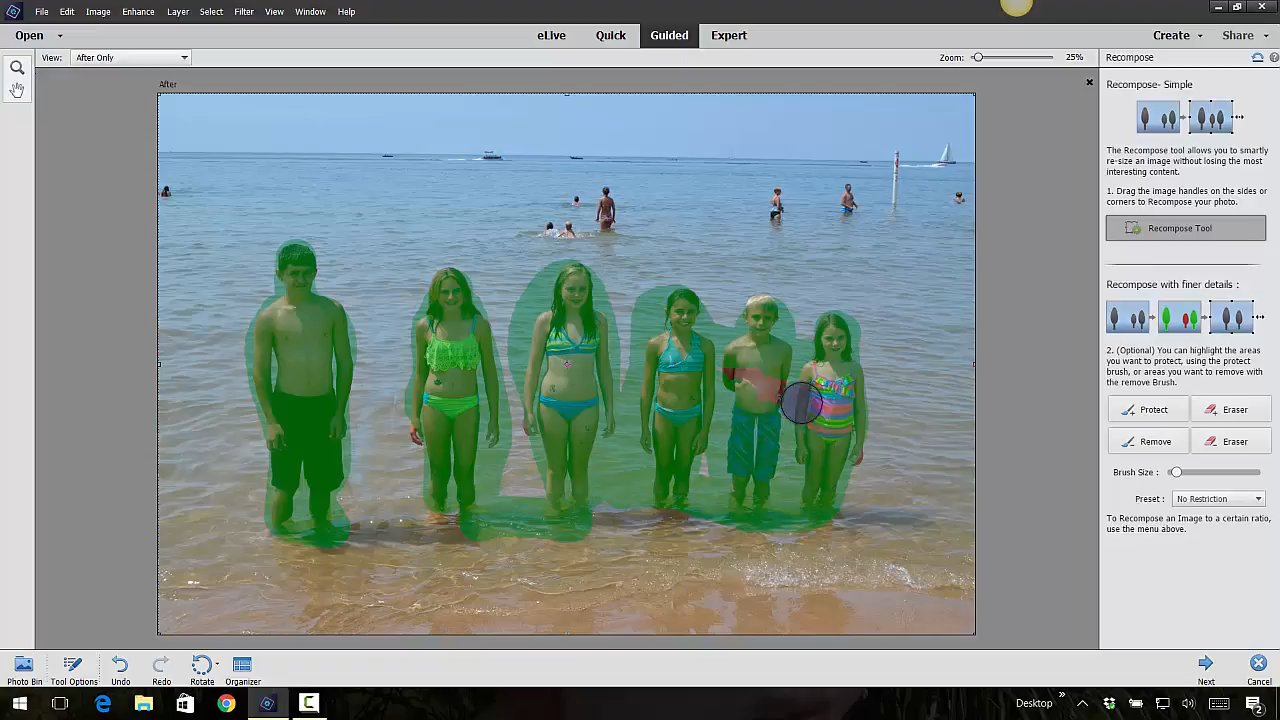 File Edit Image Enhance Layer Select Filter View Window Help
Open eLive Quick Guided Expert Create Share
View: After Only Zoom: 25% Recompose
After
Recompose- Simple
The Recompose tool allows you to smartly
re-size an image without losing the most
interesting content.
1. Drag the image handles on the sides or
corners to Recompose your photo.
Recompose Tool
Recompose with finer details :
2. (Optional) You can highlight the areas
you want to protect, using the protect
brush, or areas you want to remove with
the remove Brush.
Protect Eraser
Remove Eraser
Brush Size :
Preset : No Restriction
To Recompose an Image to a certain ratio,
use the menu above.
Photo Bin Tool Options Undo Redo Rotate Organizer Next Cancel
Desktop